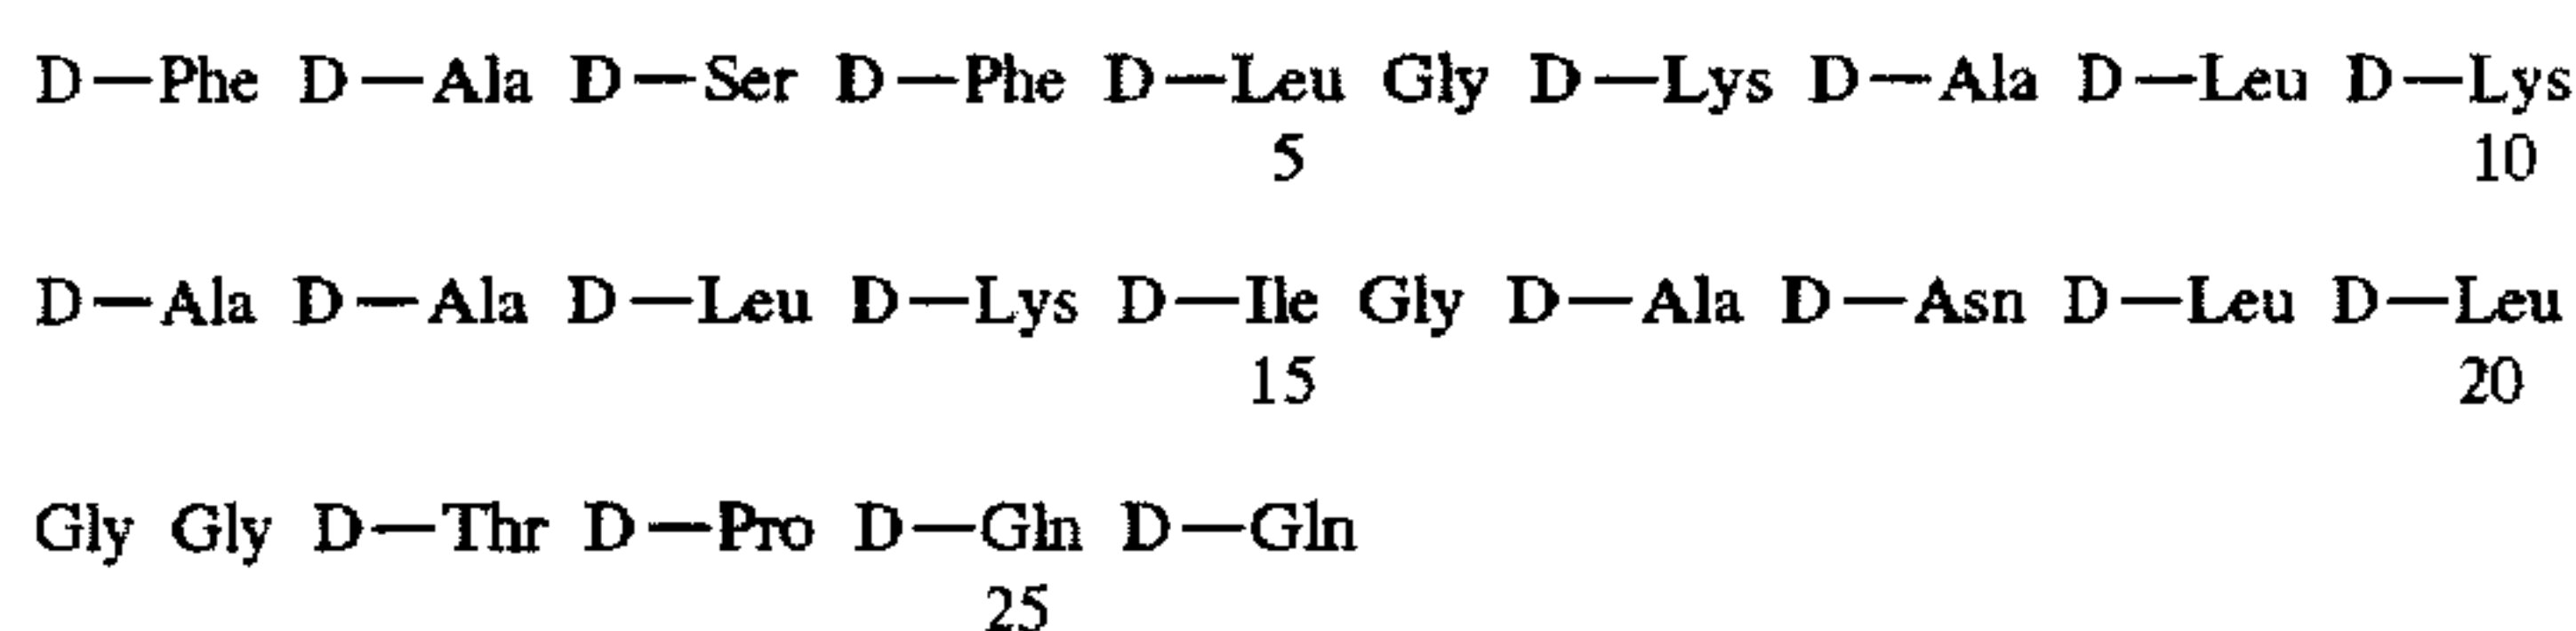 D—Phe D—Ala D—Ser D—Phe D—Leu Gly D—Lys D—Ala D—Leu D—Lys
5 10
D—Ala D—Ala D—Leu D—Lys D—Ile Gly D—Ala D—Asn D—Leu D—Leu
15 20
Gly Gly D—Thr D—Pro D—Gln D—Gln
25